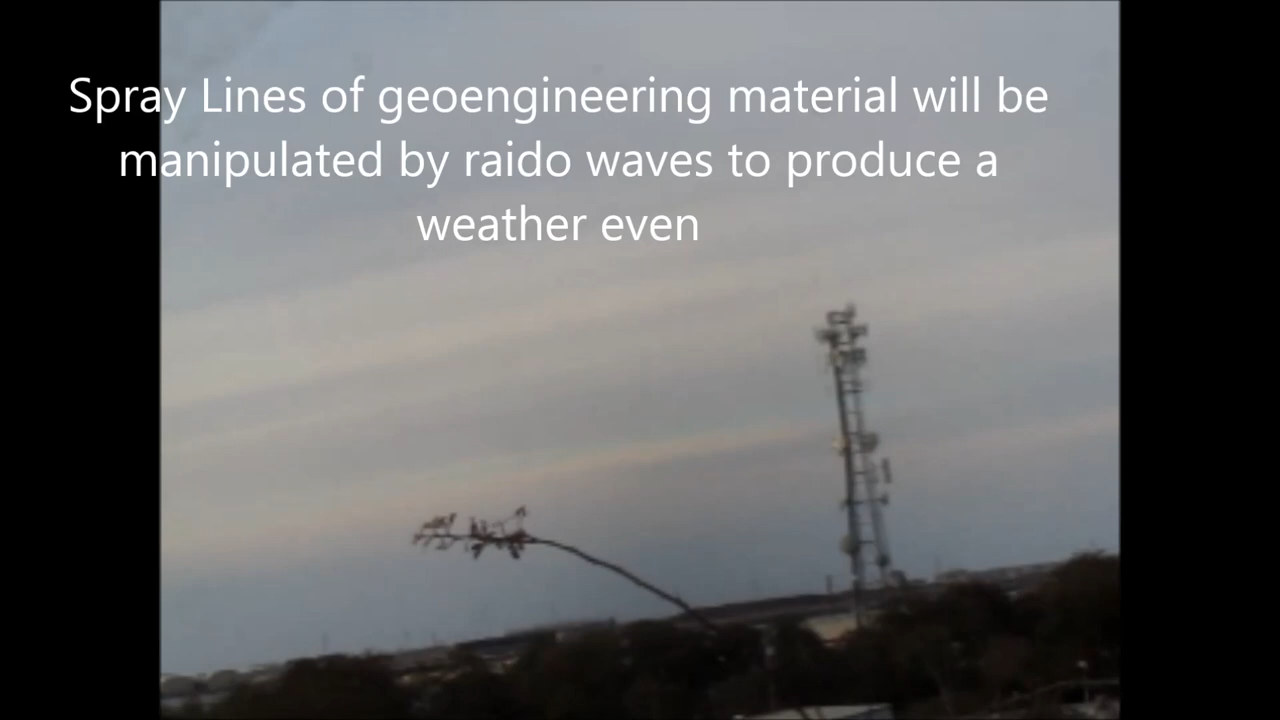 Spray Lines of geoengineering material will be
manipulated by raido waves to produce a
weather even